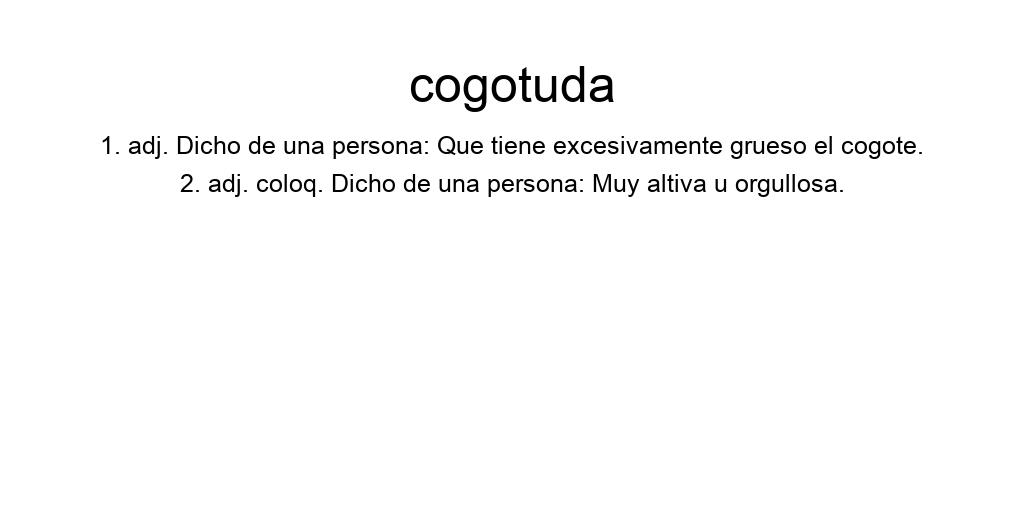 cogotuda
1. adj. Dicho de una persona: Que tiene excesivamente grueso el cogote.
2. adj. coloq. Dicho de una persona: Muy altiva u orgullosa.